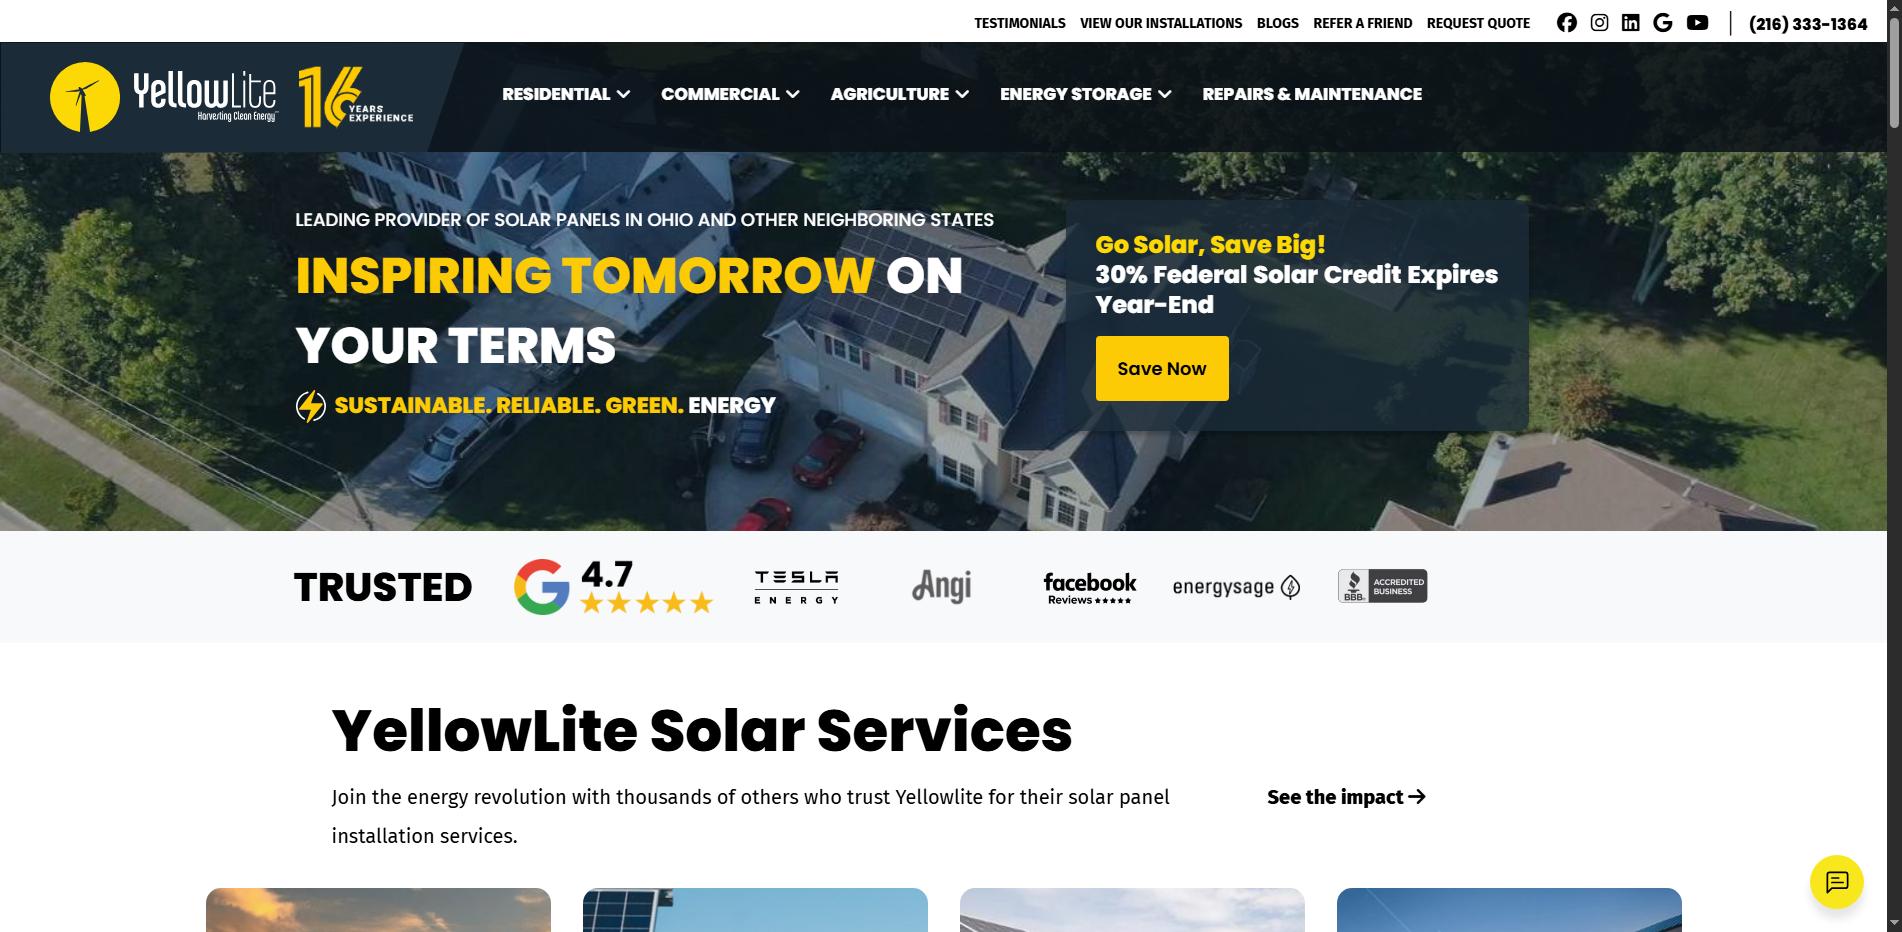 TESTIMONIALS VIEW OUR INSTALLATIONS BLOGS REFER A FRIEND REQUEST QUOTE (216) 333-1364
YellowLite
Harvesting Clean Energy
16 YEARS EXPERIENCE
RESIDENTIAL COMMERCIAL AGRICULTURE ENERGY STORAGE REPAIRS & MAINTENANCE
LEADING PROVIDER OF SOLAR PANELS IN OHIO AND OTHER NEIGHBORING STATES
INSPIRING TOMORROW ON
YOUR TERMS
SUSTAINABLE. RELIABLE. GREEN. ENERGY
Go Solar, Save Big!
30% Federal Solar Credit Expires
Year-End
Save Now
TRUSTED
4.7
TESLA
ENERGY
Angi
facebook
Reviews
energysage
BBB
ACCREDITED
BUSINESS
YellowLite Solar Services
Join the energy revolution with thousands of others who trust Yellowlite for their solar panel
installation services.
See the impact